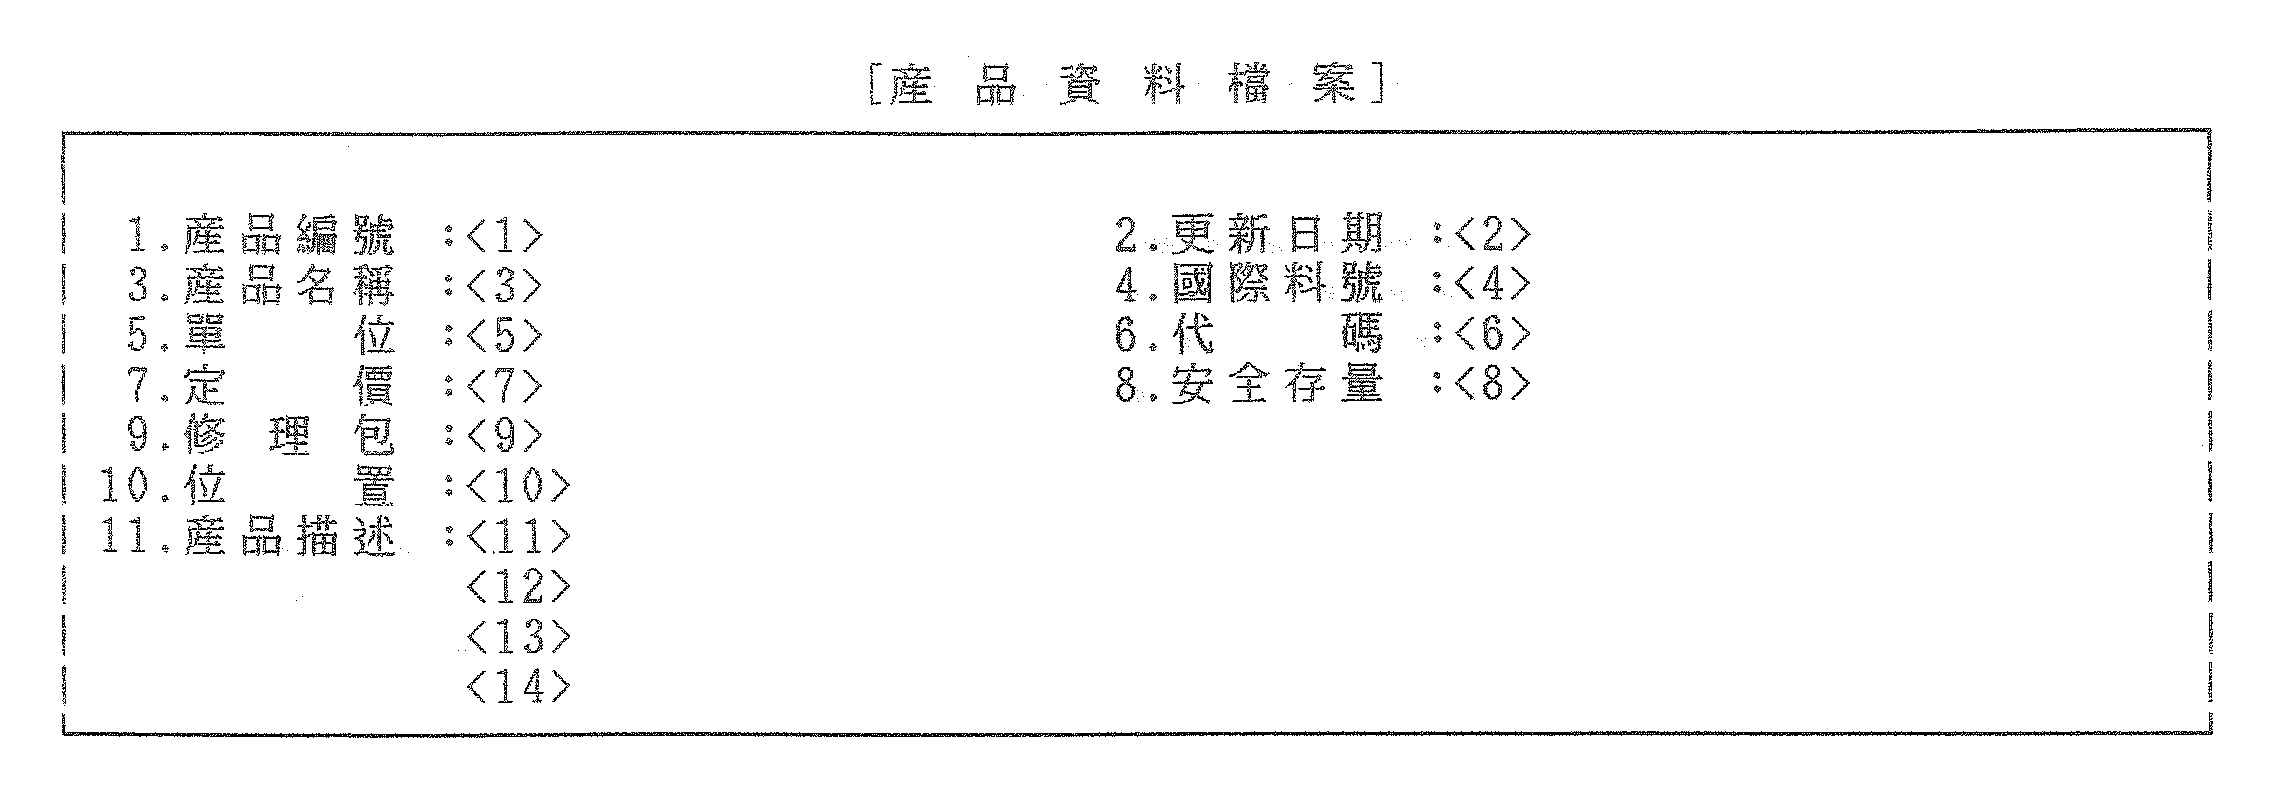 [產 品 資 料 檔 案]
1.產品編號 :<1> 2.更新日期 :<2>
3.產品名稱 :<3> 4.國際料號 :<4>
5.單 位 :<5> 6.代 碼 :<6>
7.定 價 :<7> 8.安全存量 :<8>
9.修 理 包 :<9>
10.位 置 :<10>
11.產品描述 :<11>
<12>
<13>
<14>